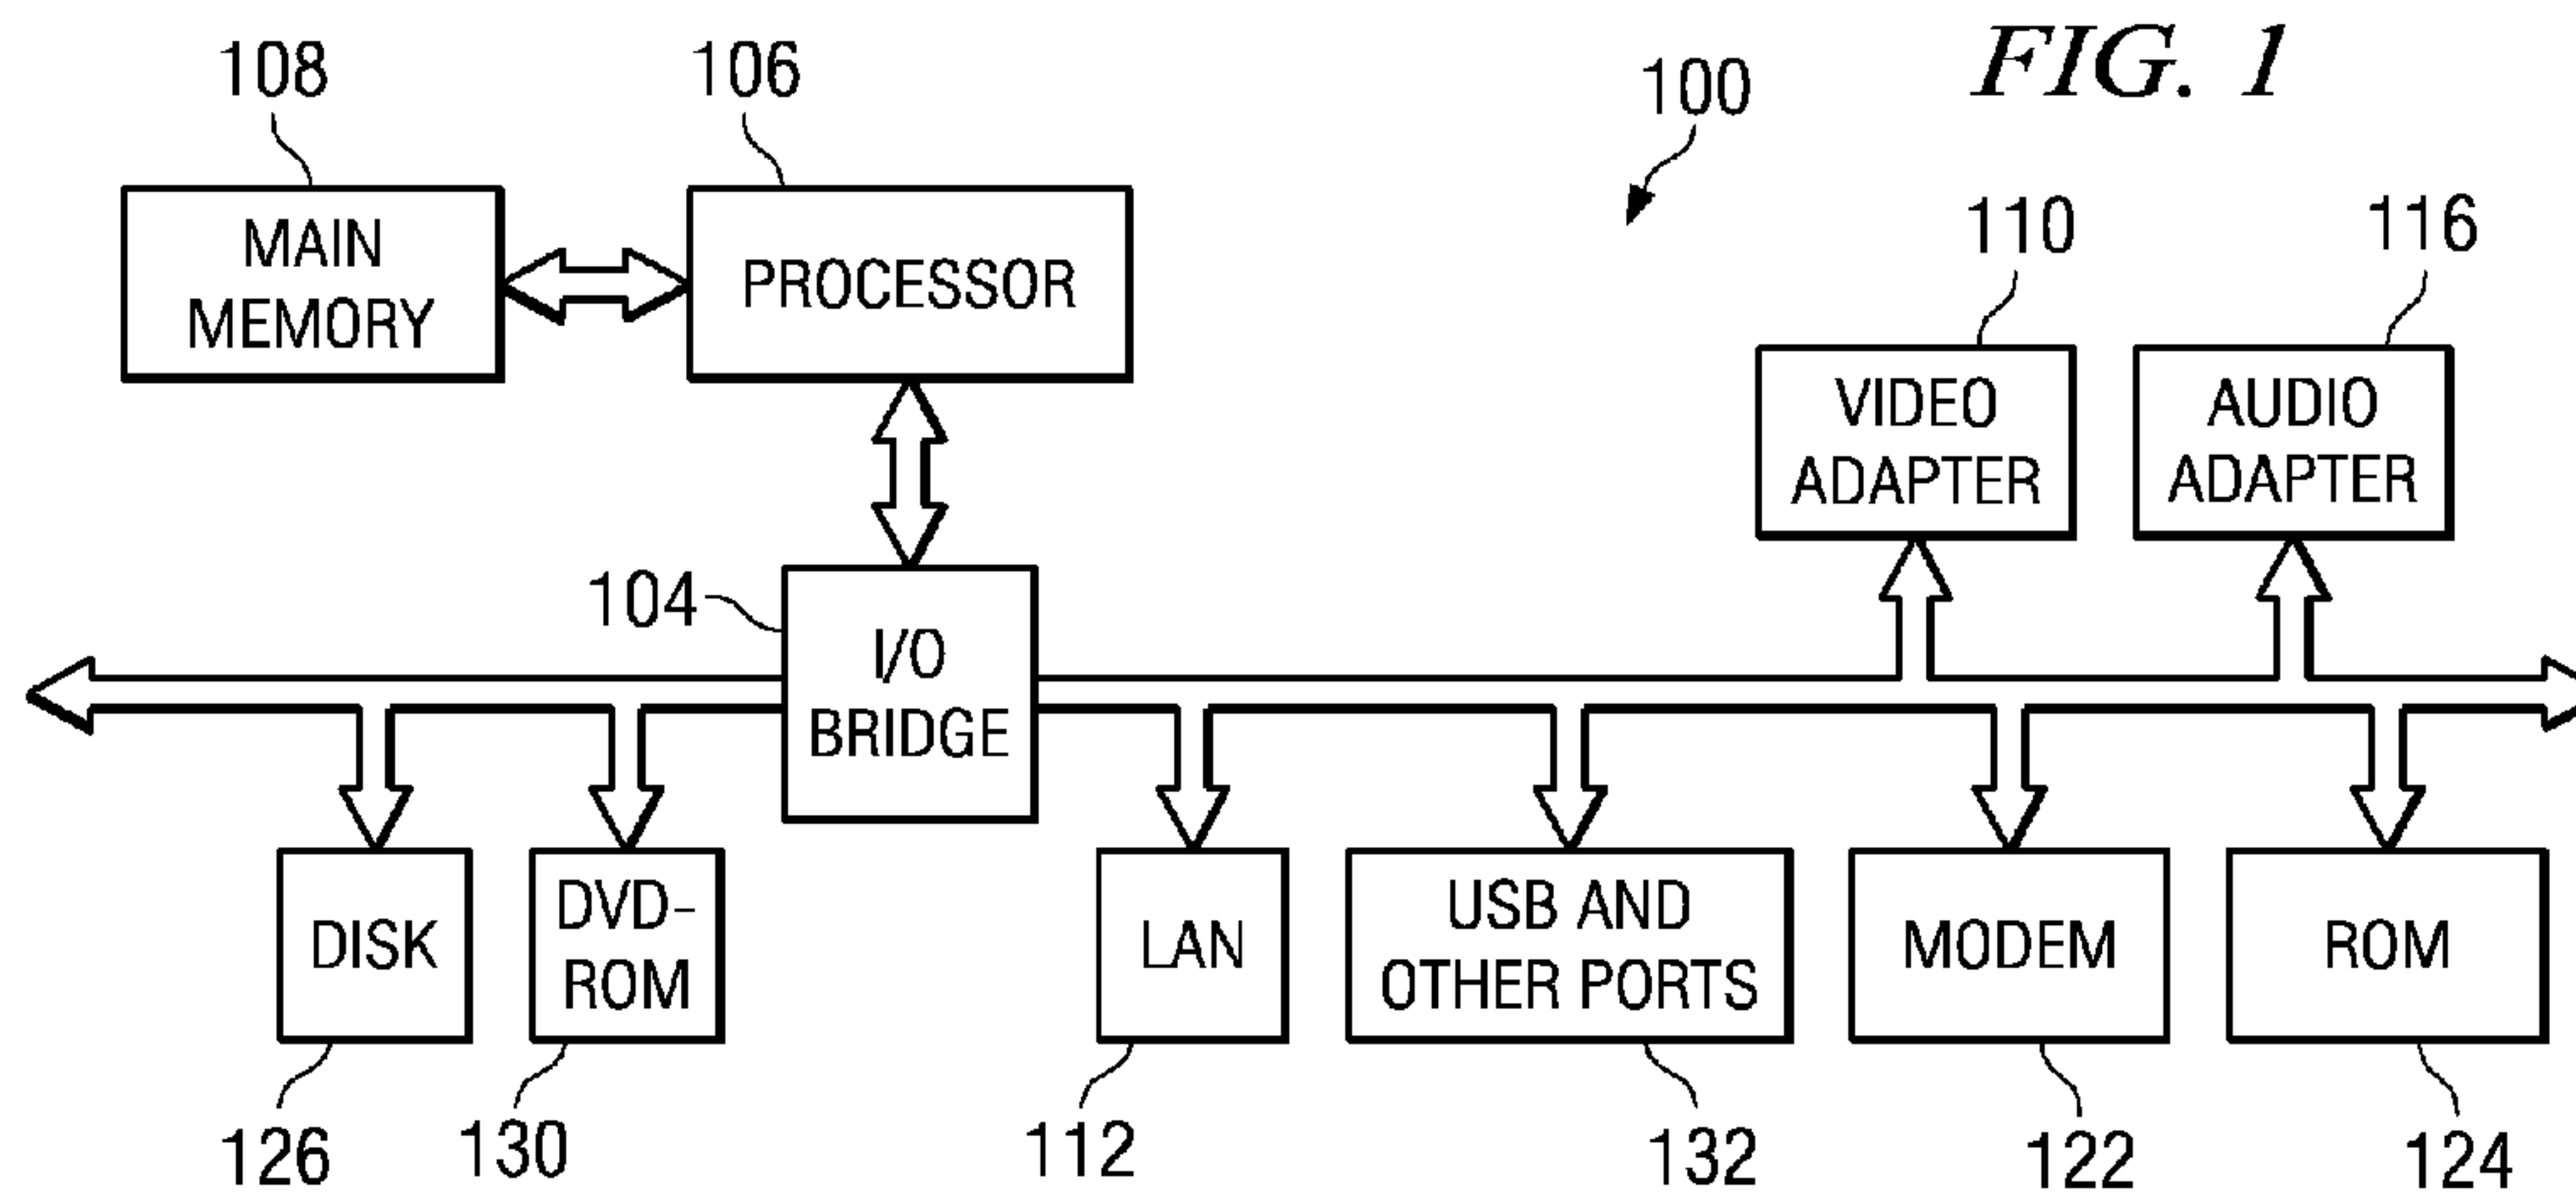 FIG. 1
108
106
100
MAIN
MEMORY
PROCESSOR
110
116
VIDEO
ADAPTER
AUDIO
ADAPTER
104
I/O
BRIDGE
DISK
DVD-
ROM
LAN
USB AND
OTHER PORTS
MODEM
ROM
126
130
112
132
122
124